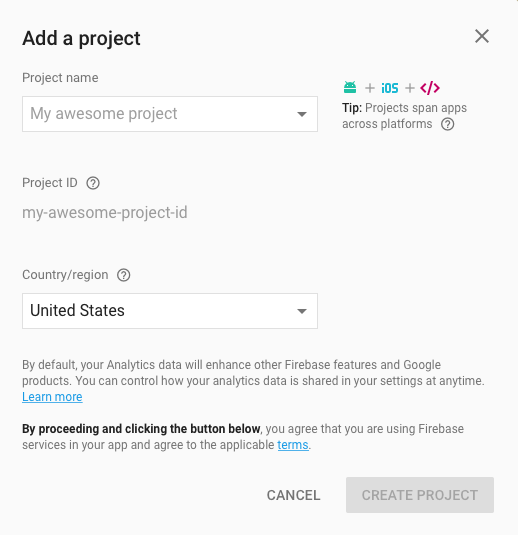 Add a project
Project name
My awesome project
+ iOS + </>
Tip: Projects span apps
across platforms ?
Project ID ?
my-awesome-project-id
Country/region ?
United States
By default, your Analytics data will enhance other Firebase features and Google
products. You can control how your analytics data is shared in your settings at anytime.
Learn more
By proceeding and clicking the button below, you agree that you are using Firebase
services in your app and agree to the applicable terms.
CANCEL
CREATE PROJECT